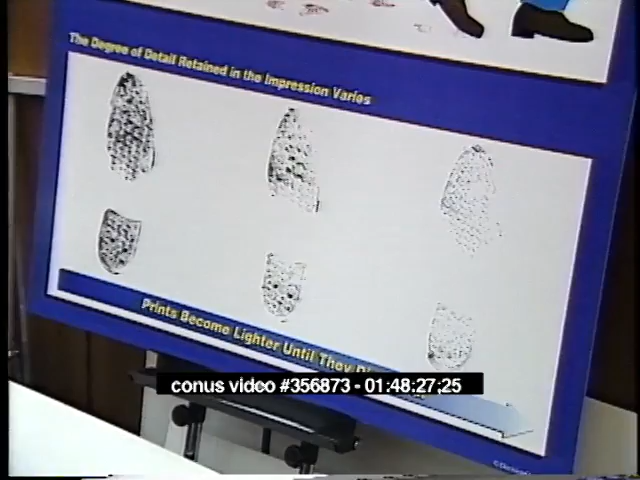 The Degree of Detail Retained in the Impression Varies
Prints Become Lighter Until They
conus video #356873 - 01:48:27;25